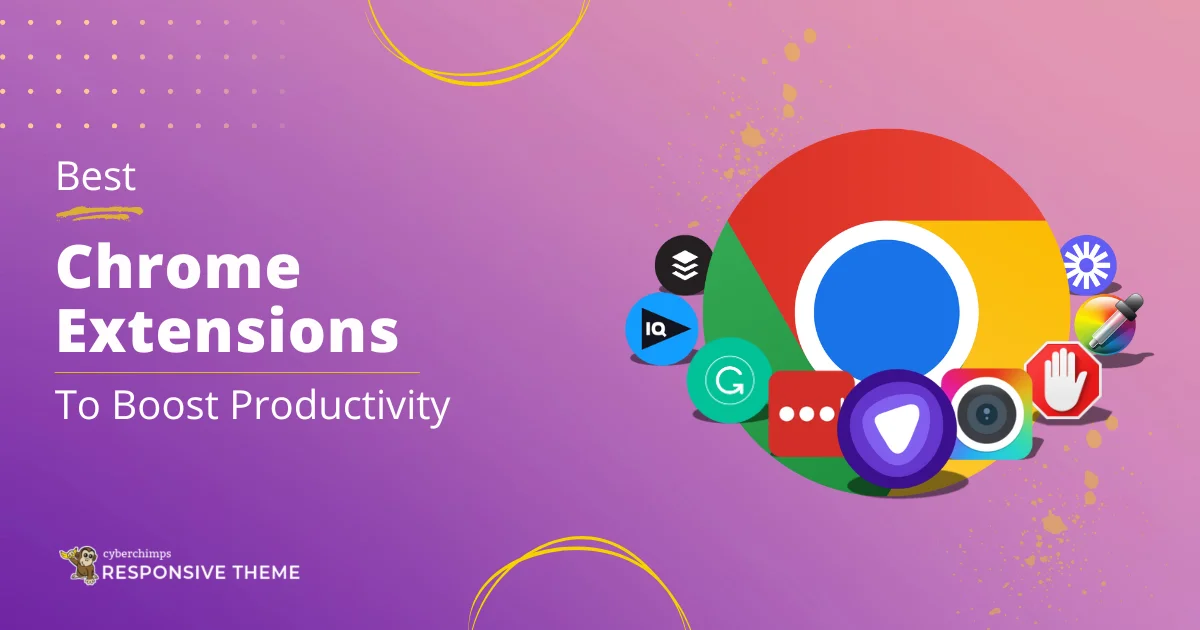 Best
Chrome
Extensions
To Boost Productivity
IQ
cyberchimps
RESPONSIVE THEME